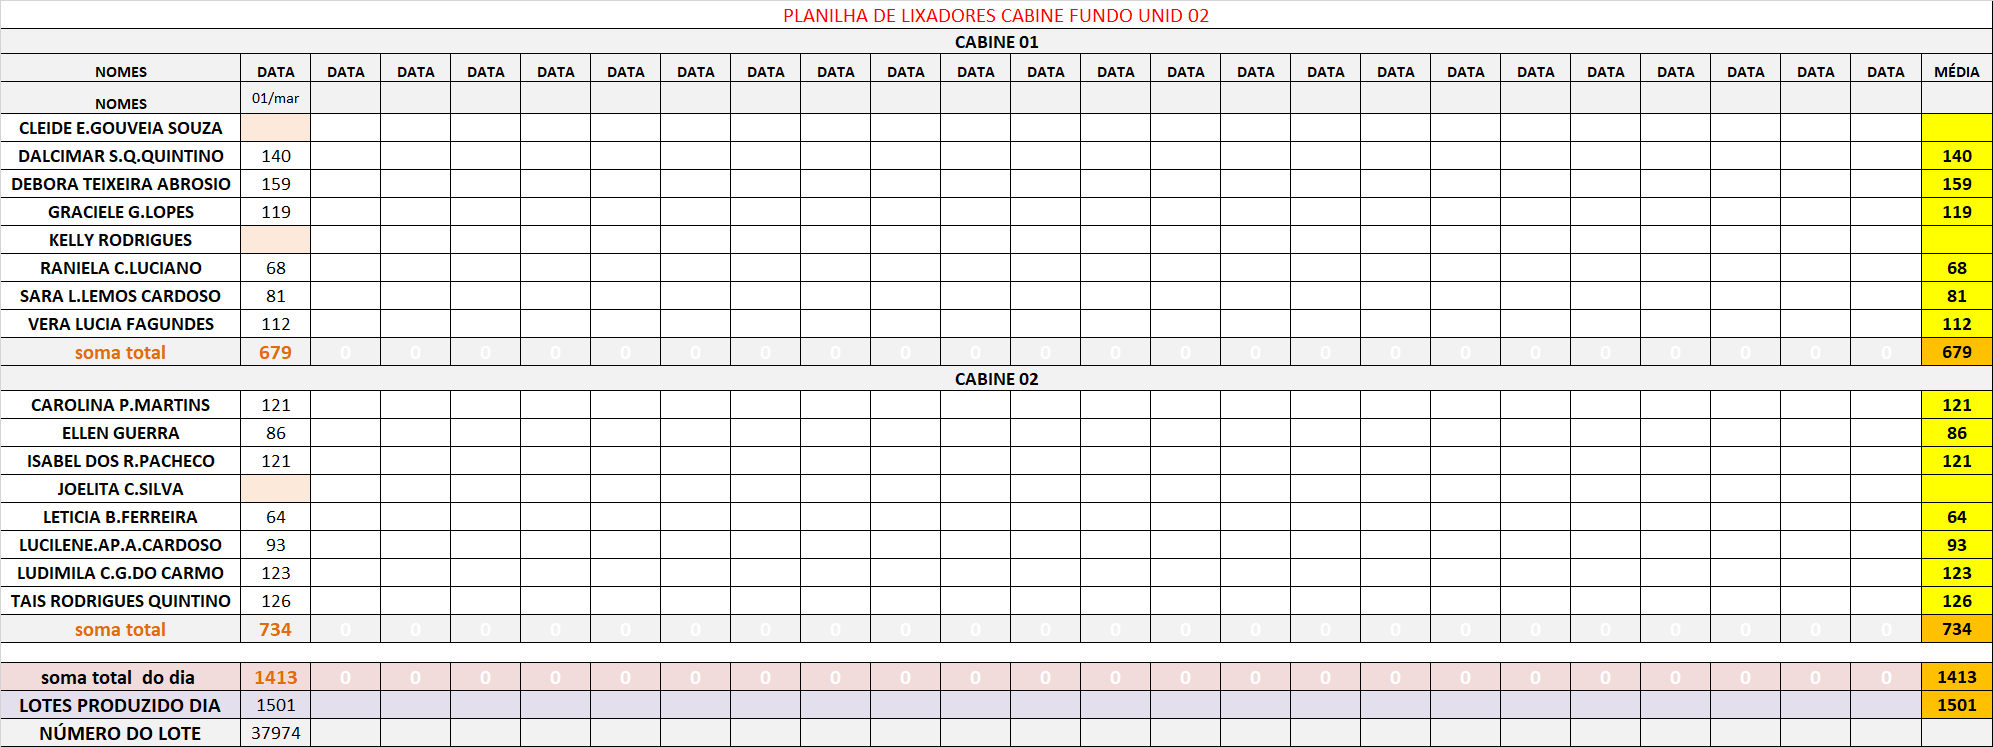 PLANILHA DE LIXADORES CABINE FUNDO UNID 02
CABINE 01
NOMES DATA DATA DATA DATA DATA DATA DATA DATA DATA DATA DATA DATA DATA DATA DATA DATA DATA DATA DATA DATA DATA DATA DATA DATA MÉDIA
NOMES 01/mar
CLEIDE E.GOUVEIA SOUZA
DALCIMAR S.Q.QUINTINO 140 140
DEBORA TEIXEIRA ABROSIO 159 159
GRACIELE G.LOPES 119 119
KELLY RODRIGUES
RANIELA C.LUCIANO 68 68
SARA L.LEMOS CARDOSO 81 81
VERA LUCIA FAGUNDES 112 112
soma total 679 0 0 0 0 0 0 0 0 0 0 0 0 0 0 0 0 0 0 0 0 0 0 0 679
CABINE 02
CAROLINA P.MARTINS 121 121
ELLEN GUERRA 86 86
ISABEL DOS R.PACHECO 121 121
JOELITA C.SILVA
LETICIA B.FERREIRA 64 64
LUCILENE.AP.A.CARDOSO 93 93
LUDIMILA C.G.DO CARMO 123 123
TAIS RODRIGUES QUINTINO 126 126
soma total 734 0 0 0 0 0 0 0 0 0 0 0 0 0 0 0 0 0 0 0 0 0 0 0 734
soma total do dia 1413 0 0 0 0 0 0 0 0 0 0 0 0 0 0 0 0 0 0 0 0 0 0 0 1413
LOTES PRODUZIDO DIA 1501 1501
NÚMERO DO LOTE 37974